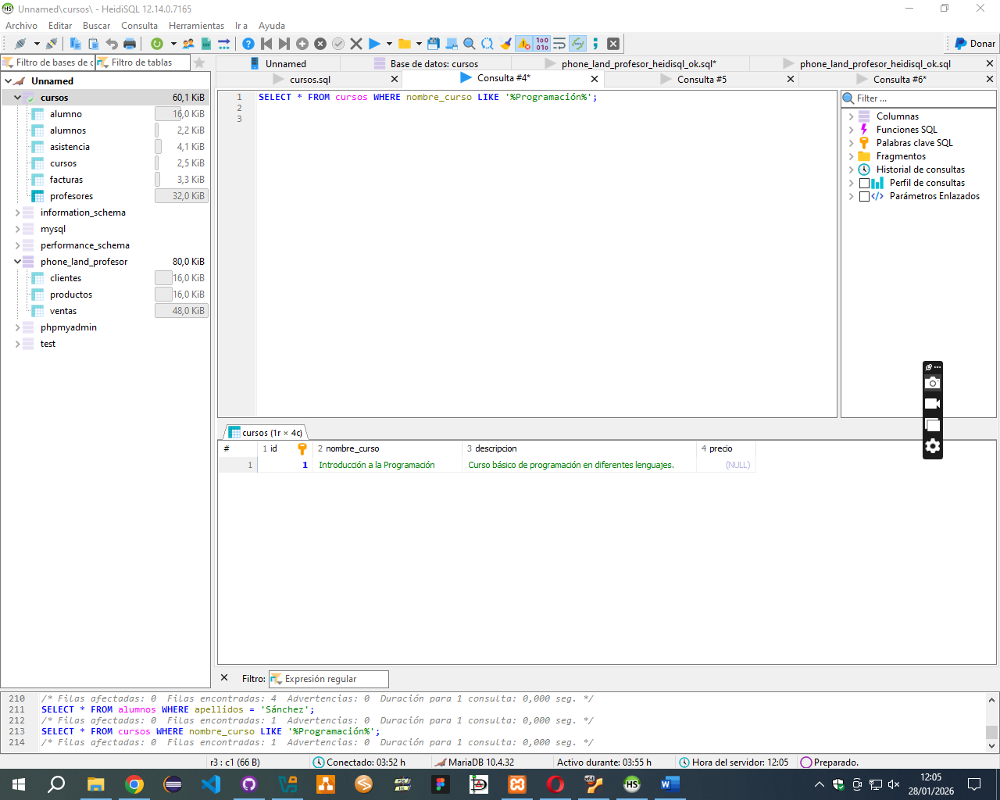 Unnamed\cursos\ - HeidiSQL 12.14.0.7165
Archivo Editar Buscar Consulta Herramientas Ir a Ayuda
Donar
Filtro de bases de c Filtro de tablas
Unnamed
cursos 60,1 KiB
alumno 16,0 KiB
alumnos 2,2 KiB
asistencia 4,1 KiB
cursos 2,5 KiB
facturas 3,3 KiB
profesores 32,0 KiB
information_schema
mysql
performance_schema
phone_land_profesor 80,0 KiB
clientes 16,0 KiB
productos 16,0 KiB
ventas 48,0 KiB
phpmyadmin
test
Unnamed Base de datos: cursos phone_land_profesor_heidisql_ok.sql* phone_land_profesor_heidisql_ok.sql
cursos.sql Consulta #4* Consulta #5 Consulta #6*
1 SELECT * FROM cursos WHERE nombre_curso LIKE '%Programación%';
2
3
Filter ...
Columnas
Funciones SQL
Palabras clave SQL
Fragmentos
Historial de consultas
Perfil de consultas
Parámetros Enlazados
cursos (1r × 4c)
# 1 id 2 nombre_curso 3 descripcion 4 precio
1 1 Introducción a la Programación Curso básico de programación en diferentes lenguajes. (NULL)
Filtro: Expresión regular
210 /* Filas afectadas: 0 Filas encontradas: 4 Advertencias: 0 Duración para 1 consulta: 0,000 seg. */
211 SELECT * FROM alumnos WHERE apellidos = 'Sánchez';
212 /* Filas afectadas: 0 Filas encontradas: 1 Advertencias: 0 Duración para 1 consulta: 0,000 seg. */
213 SELECT * FROM cursos WHERE nombre_curso LIKE '%Programación%';
214 /* Filas afectadas: 0 Filas encontradas: 1 Advertencias: 0 Duración para 1 consulta: 0,000 seg. */
r3 : c1 (66 B) Conectado: 03:52 h MariaDB 10.4.32 Activo durante: 03:55 h Hora del servidor: 12:05 Preparado.
12:05
28/01/2026